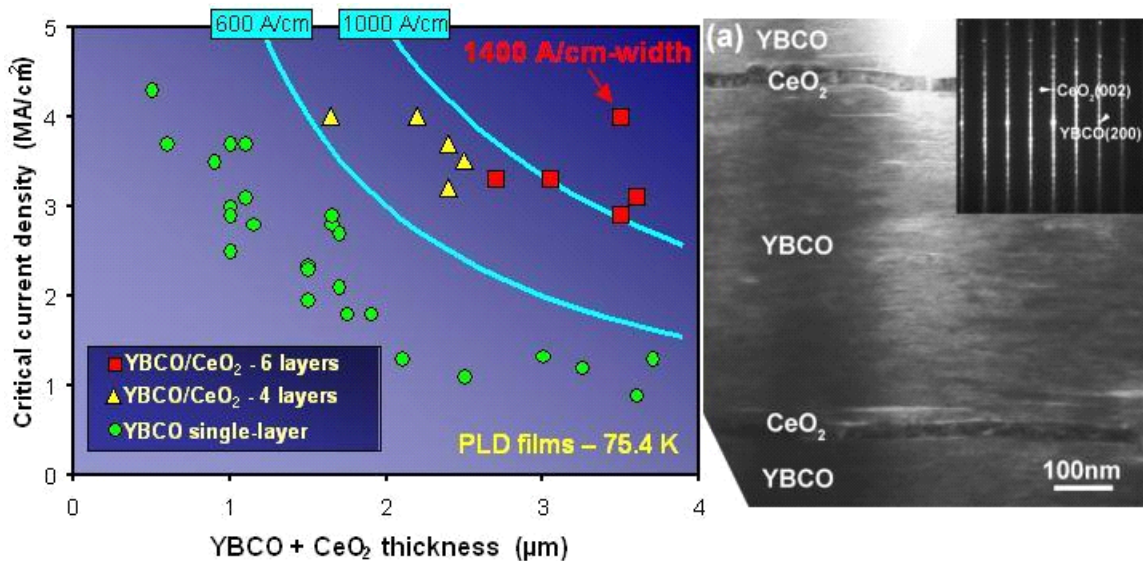 600 A/cm
1000 A/cm
1400 A/cm-width
5
4
3
2
1
0
Critical current density (MA/cm²)
YBCO/CeO₂ - 6 layers
YBCO/CeO₂ - 4 layers
YBCO single-layer
PLD films – 75.4 K
0
1
2
3
4
YBCO + CeO₂ thickness (µm)
(a)
YBCO
CeO₂
CeO₂(002)
YBCO(200)
YBCO
CeO₂
YBCO
100nm